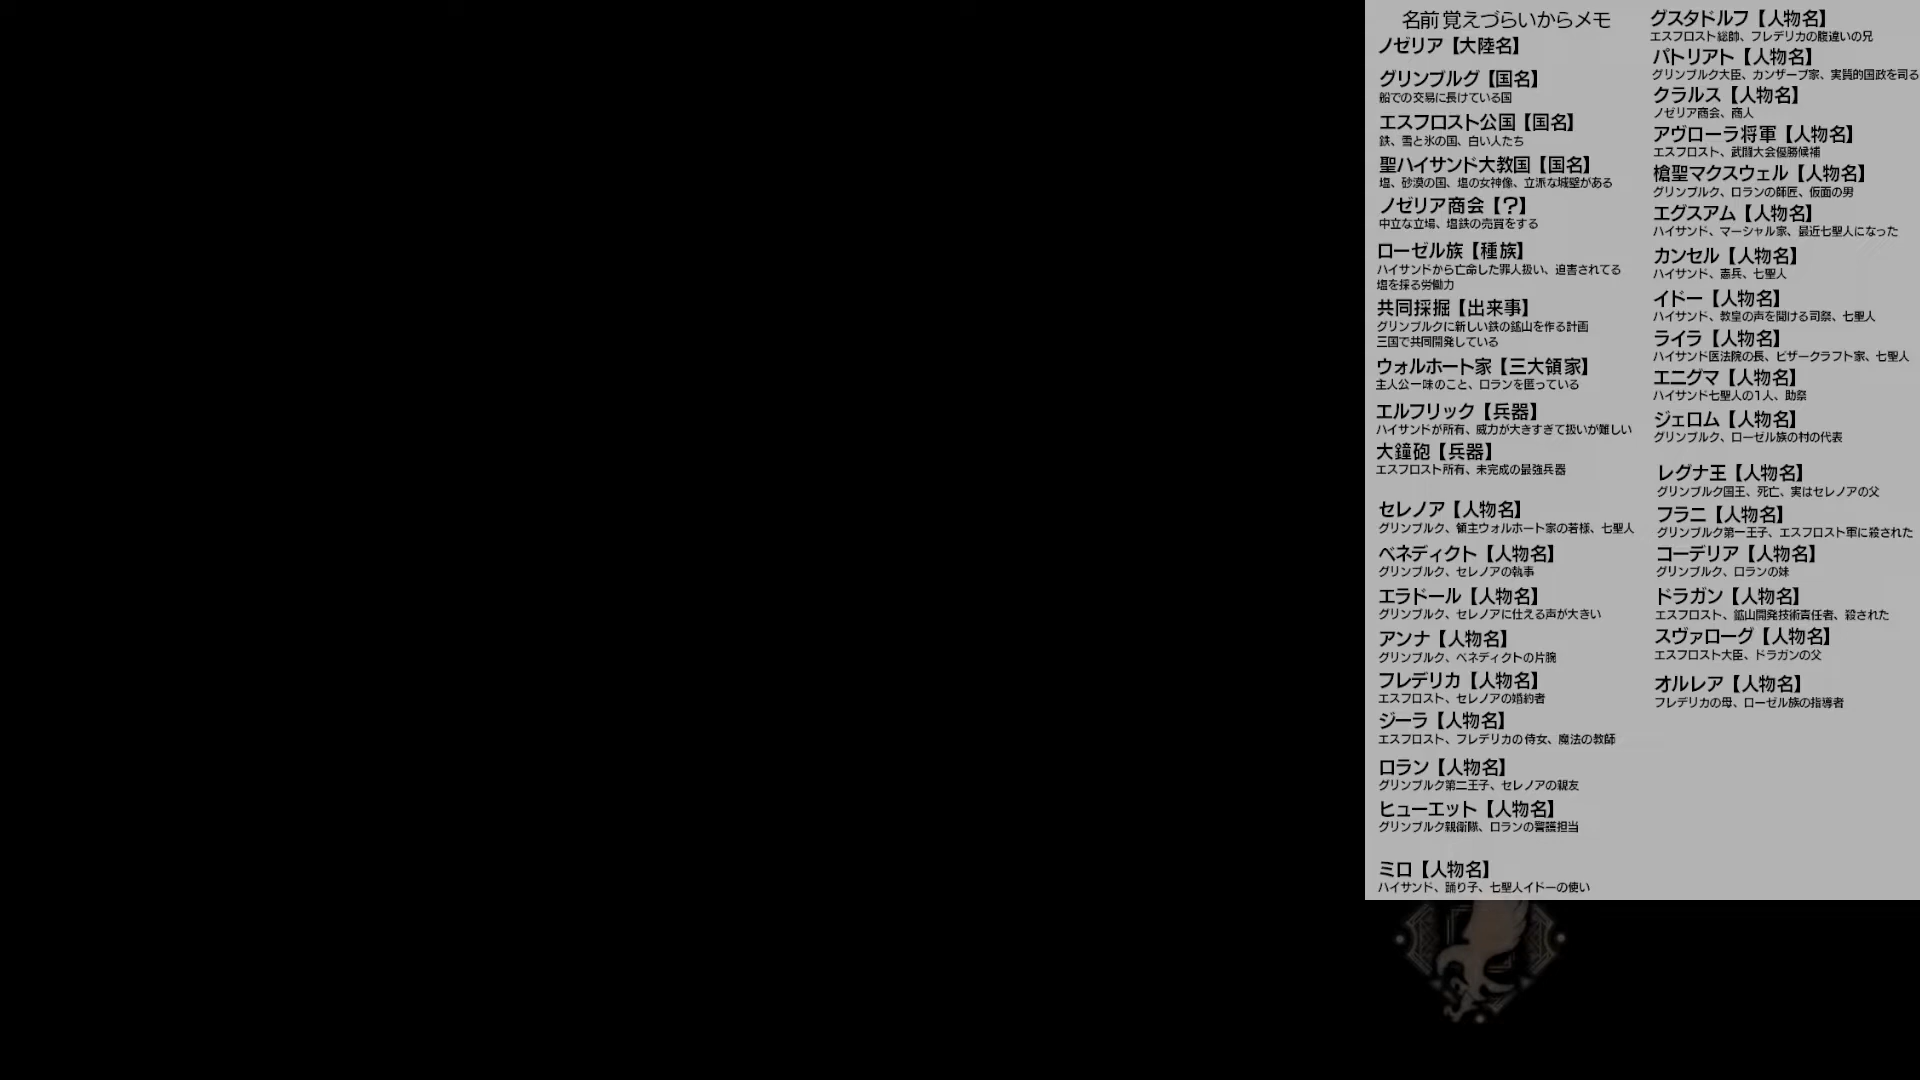 名前覚えづらいからメモ
ノゼリア【大陸名】
グリンブルグ【国名】
船での交易に長けている国
エスフロスト公国【国名】
鉄、雪と氷の国、白い人たち
聖ハイサンド大教国【国名】
塩、砂漠の国、塩の女神像、立派な城壁がある
ノゼリア商会【?】
中立な立場、塩鉄の売買をする
ローゼル族【種族】
ハイサンドから亡命した罪人扱い、迫害されてる
塩を採る労働力
共同採掘【出来事】
グリンブルクに新しい鉄の鉱山を作る計画
三国で共同開発している
ウォルホート家【三大領家】
主人公一味のこと、ロランを匿っている
エルフリック【兵器】
ハイサンドが所有、威力が大きすぎて扱いが難しい
大鐘砲【兵器】
エスフロスト所有、未完成の最強兵器
セレノア【人物名】
グリンブルク、領主ウォルホート家の若様、七聖人
ベネディクト【人物名】
グリンブルク、セレノアの執事
エラドール【人物名】
グリンブルク、セレノアに仕える声が大きい
アンナ【人物名】
グリンブルク、ベネディクトの片腕
フレデリカ【人物名】
エスフロスト、セレノアの婚約者
ジーラ【人物名】
エスフロスト、フレデリカの侍女、魔法の教師
ロラン【人物名】
グリンブルク第二王子、セレノアの親友
ヒューエット【人物名】
グリンブルク親衛隊、ロランの警護担当
ミロ【人物名】
ハイサンド、踊り子、七聖人イドーの使い
グスタドルフ【人物名】
エスフロスト総帥、フレデリカの腹違いの兄
パトリアト【人物名】
グリンブルク大臣、カンザーブ家、実質的国政を司る
クラルス【人物名】
ノゼリア商会、商人
アヴローラ将軍【人物名】
エスフロスト、武闘大会優勝候補
槍聖マクスウェル【人物名】
グリンブルク、ロランの師匠、仮面の男
エグスアム【人物名】
ハイサンド、マーシャル家、最近七聖人になった
カンセル【人物名】
ハイサンド、憲兵、七聖人
イドー【人物名】
ハイサンド、教皇の声を聞ける司祭、七聖人
ライラ【人物名】
ハイサンド医法院の長、ビザークラフト家、七聖人
エニグマ【人物名】
ハイサンド七聖人の1人、助祭
ジェロム【人物名】
グリンブルク、ローゼル族の村の代表
レグナ王【人物名】
グリンブルク国王、死亡、実はセレノアの父
フラニ【人物名】
グリンブルク第一王子、エスフロスト軍に殺された
コーデリア【人物名】
グリンブルク、ロランの妹
ドラガン【人物名】
エスフロスト、鉱山開発技術責任者、殺された
スヴァローグ【人物名】
エスフロスト大臣、ドラガンの父
オルレア【人物名】
フレデリカの母、ローゼル族の指導者